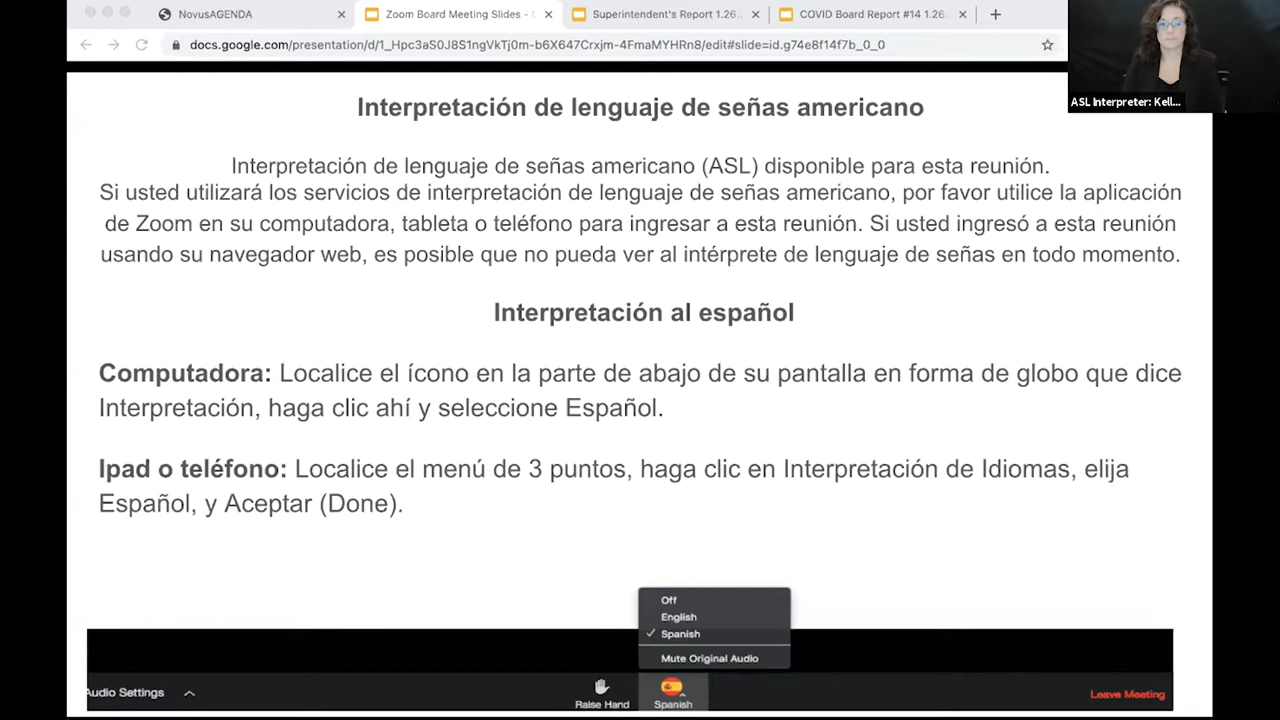 NovusAGENDA
Zoom Board Meeting Slides -
Superintendent's Report 1.26..
COVID Board Report #14 1.26.
docs.google.com/presentation/d/1_Hpc3aS0J8S1ngVkTj0m-b6X647Crxjm-4FmaMYHRn8/edit#slide=id.g74e8f14f7b_0_0
ASL Interpreter: Kell...
Interpretación de lenguaje de señas americano
Interpretación de lenguaje de señas americano (ASL) disponible para esta reunión.
Si usted utilizará los servicios de interpretación de lenguaje de señas americano, por favor utilice la aplicación
de Zoom en su computadora, tableta o teléfono para ingresar a esta reunión. Si usted ingresó a esta reunión
usando su navegador web, es posible que no pueda ver al intérprete de lenguaje de señas en todo momento.
Interpretación al español
Computadora: Localice el ícono en la parte de abajo de su pantalla en forma de globo que dice
Interpretación, haga clic ahí y seleccione Español.
Ipad o teléfono: Localice el menú de 3 puntos, haga clic en Interpretación de Idiomas, elija
Español, y Aceptar (Done).
Off
English
Spanish
Mute Original Audio
Audio Settings
Raise Hand
Spanish
Leave Meeting